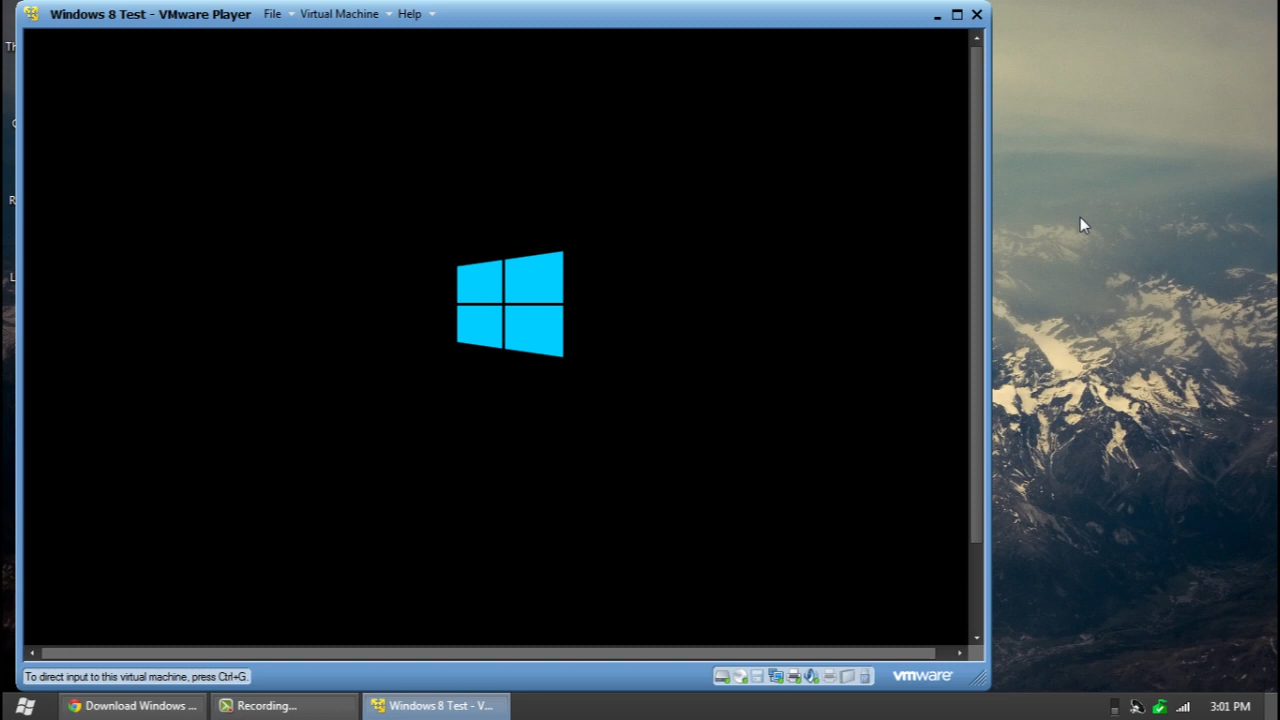 Windows 8 Test - VMware Player File Virtual Machine Help
Th
R
L
To direct input to this virtual machine, press Ctrl+G.
vmware
Download Windows ... Recording... Windows 8 Test - V... 3:01 PM